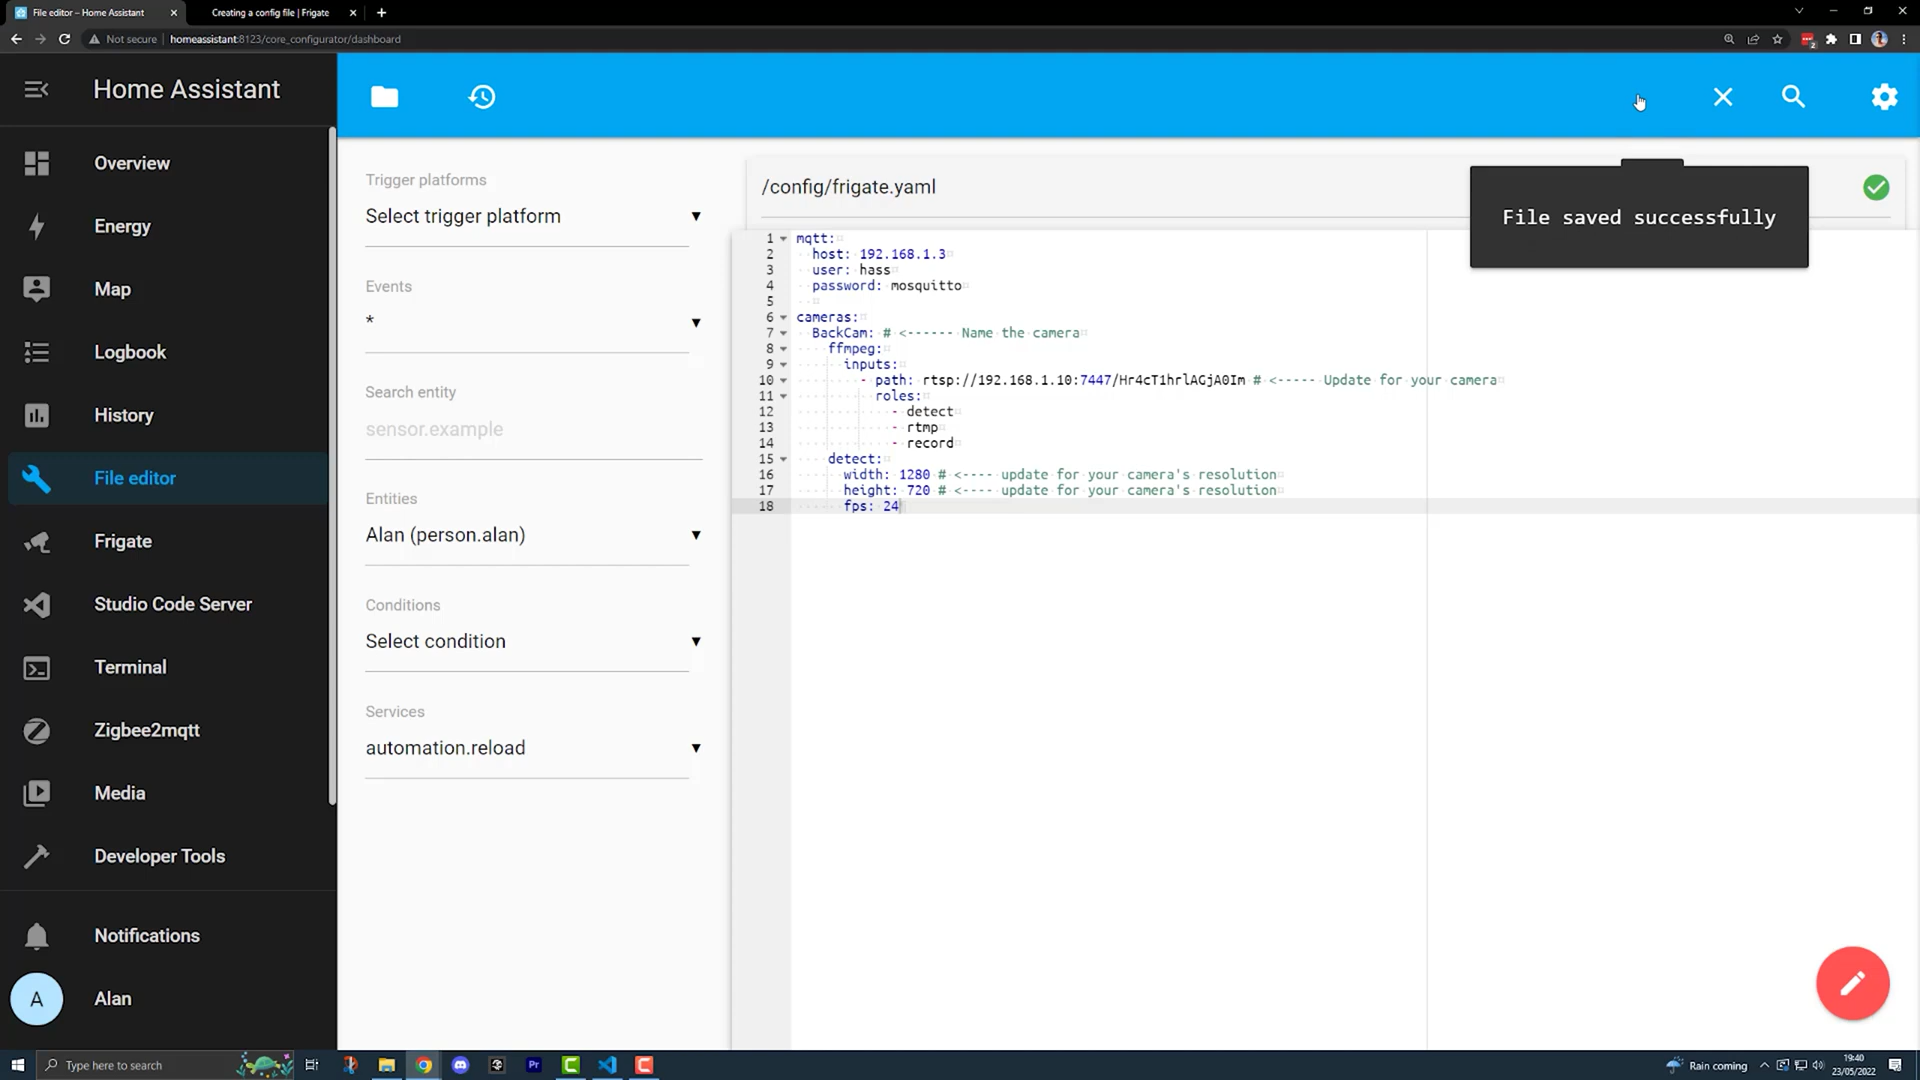 File editor – Home Assistant
Creating a config file | Frigate
Not secure
homeassistant:8123/core_configurator/dashboard
2
Home Assistant
Overview
Energy
Map
Logbook
History
File editor
Frigate
Studio Code Server
Terminal
Zigbee2mqtt
Media
Developer Tools
Notifications
A
Alan
Trigger platforms
Select trigger platform
Events
*
Search entity
sensor.example
Entities
Alan (person.alan)
Conditions
Select condition
Services
automation.reload
/config/frigate.yaml
File saved successfully
1 mqtt:
2 host: 192.168.1.3
3 user: hass
4 password: mosquitto
5
6 cameras:
7 BackCam: # <------ Name the camera
8 ffmpeg:
9 inputs:
10 - path: rtsp://192.168.1.10:7447/Hr4cT1hrlAGjA0Im # <----- Update for your camera
11 roles:
12 - detect
13 - rtmp
14 - record
15 detect:
16 width: 1280 # <---- update for your camera's resolution
17 height: 720 # <---- update for your camera's resolution
18 fps: 24
Type here to search
Pr
Rain coming
19:40
23/05/2022